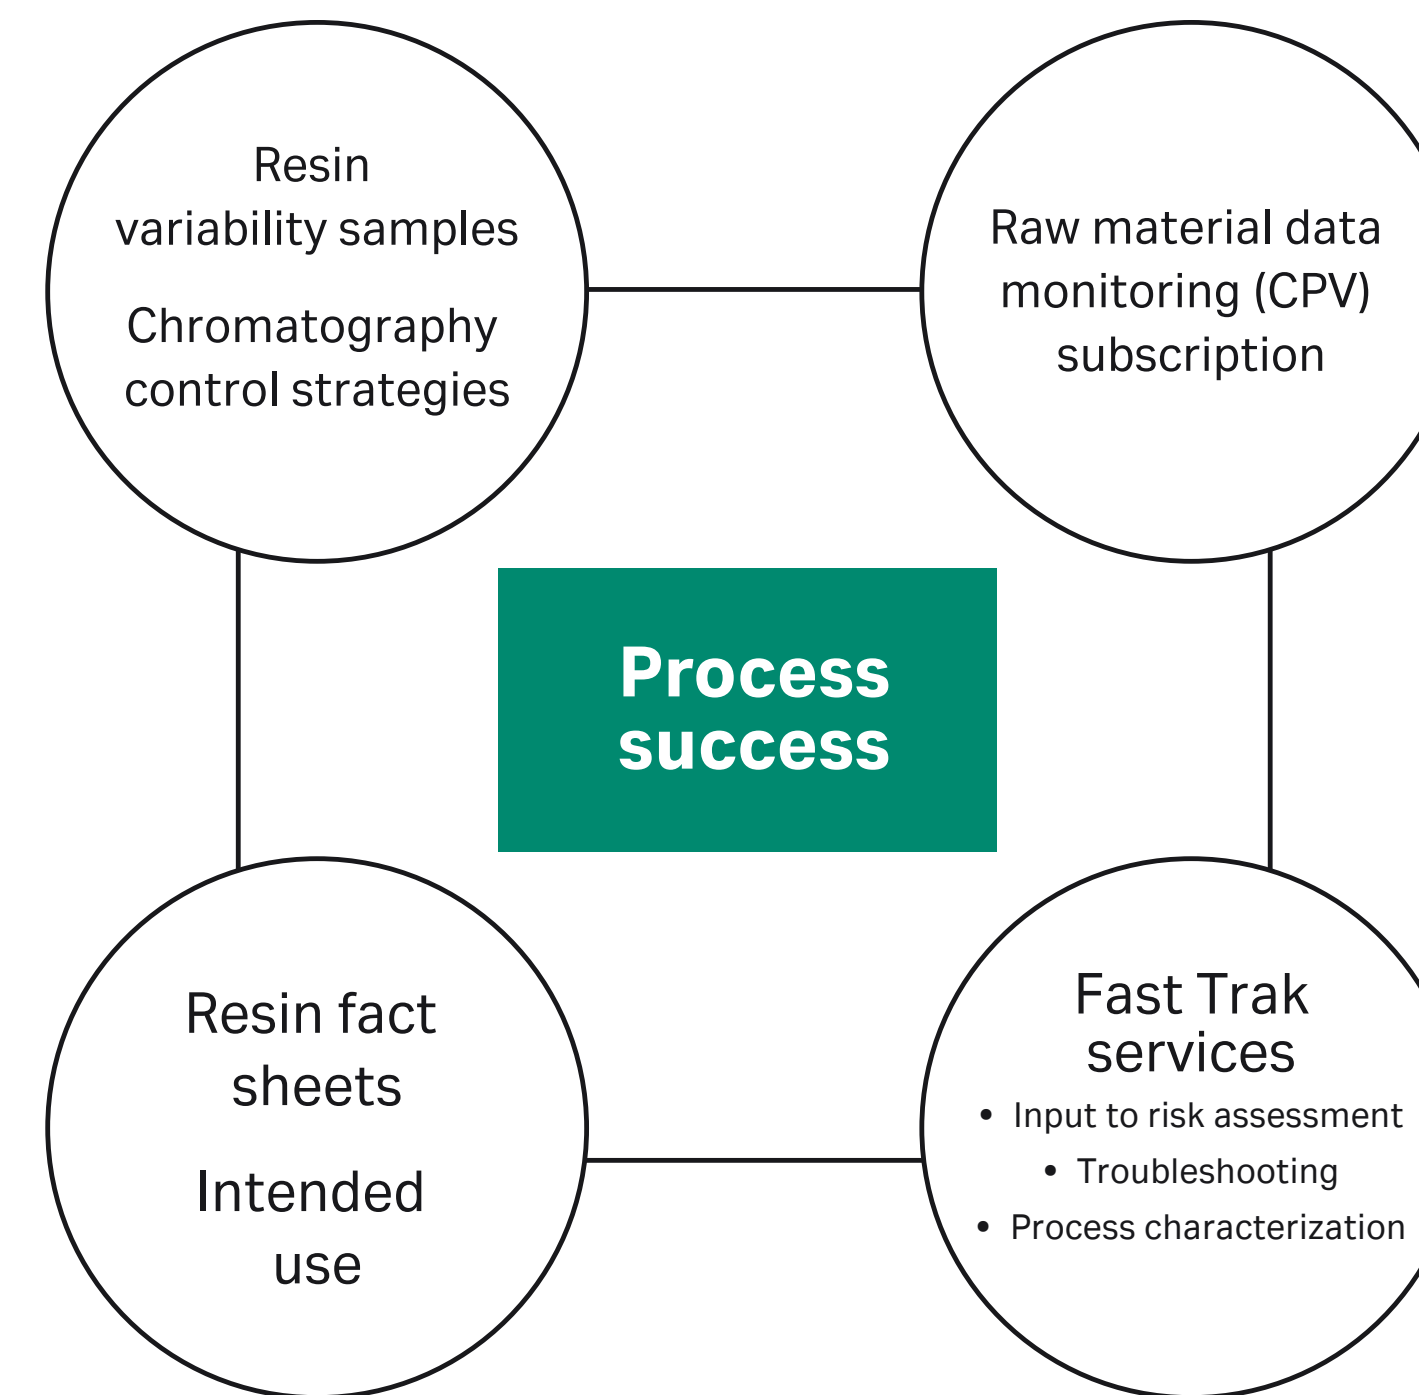 Resin
variability samples
Chromatography
control strategies
Raw material data
monitoring (CPV)
subscription
Process
success
Resin fact
sheets
Intended
use
Fast Trak
services
• Input to risk assessment
• Troubleshooting
• Process characterization